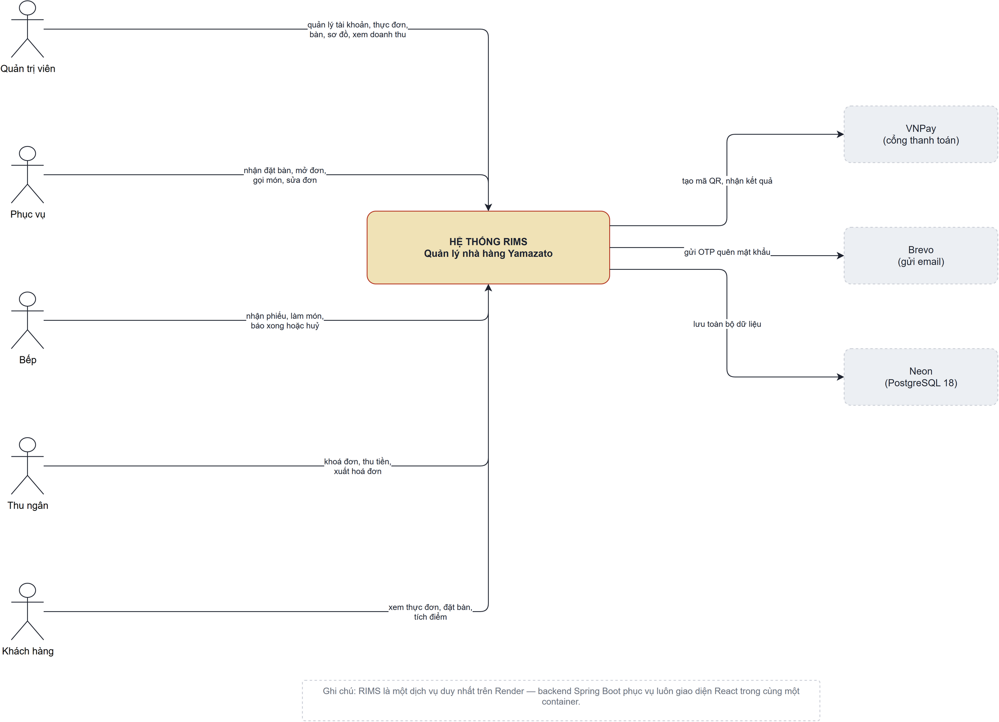 quản lý tài khoản, thực đơn,
bàn, sơ đồ, xem doanh thu
Quản trị viên
nhận đặt bàn, mở đơn,
gọi món, sửa đơn
Phục vụ
nhận phiếu, làm món,
báo xong hoặc huỷ
Bếp
khoá đơn, thu tiền,
xuất hoá đơn
Thu ngân
xem thực đơn, đặt bàn,
tích điểm
Khách hàng
HỆ THỐNG RIMS
Quản lý nhà hàng Yamazato
tạo mã QR, nhận kết quả
gửi OTP quên mật khẩu
lưu toàn bộ dữ liệu
VNPay
(cổng thanh toán)
Brevo
(gửi email)
Neon
(PostgreSQL 18)
Ghi chú: RIMS là một dịch vụ duy nhất trên Render — backend Spring Boot phục vụ luôn giao diện React trong cùng một
container.